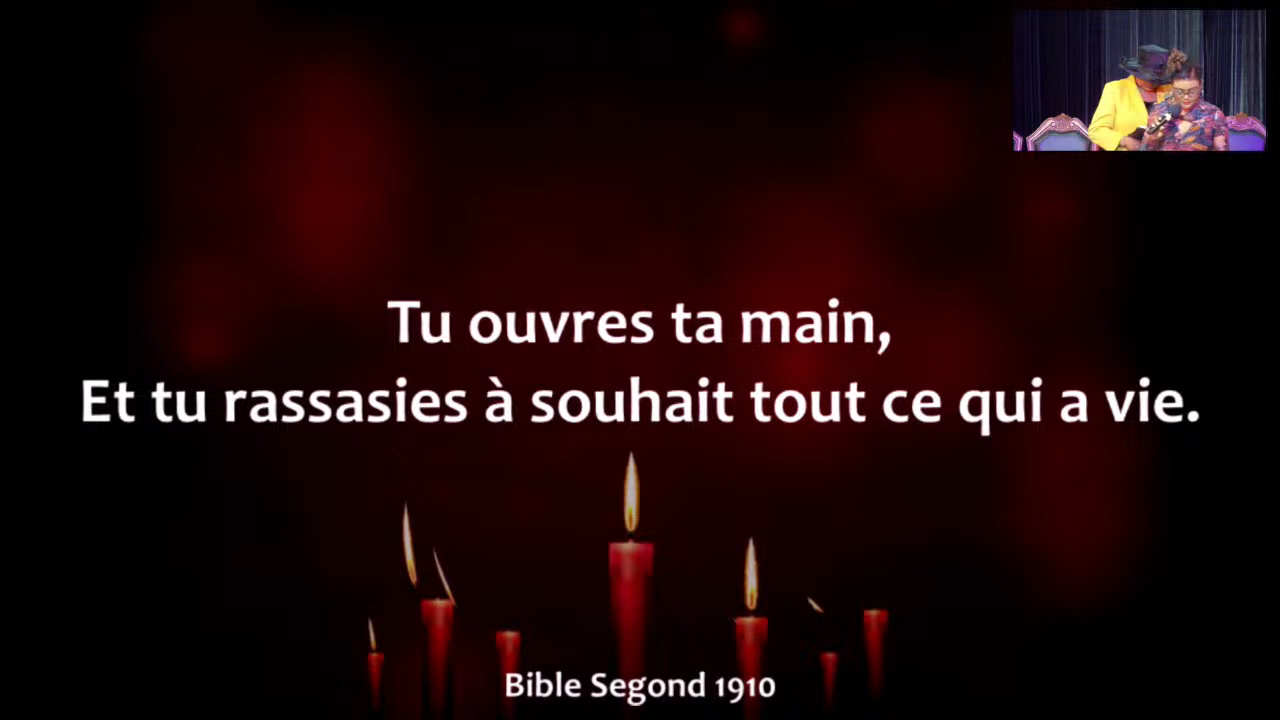 Tu ouvres ta main,
Et tu rassasies à souhait tout ce qui a vie.
Bible Segond 1910